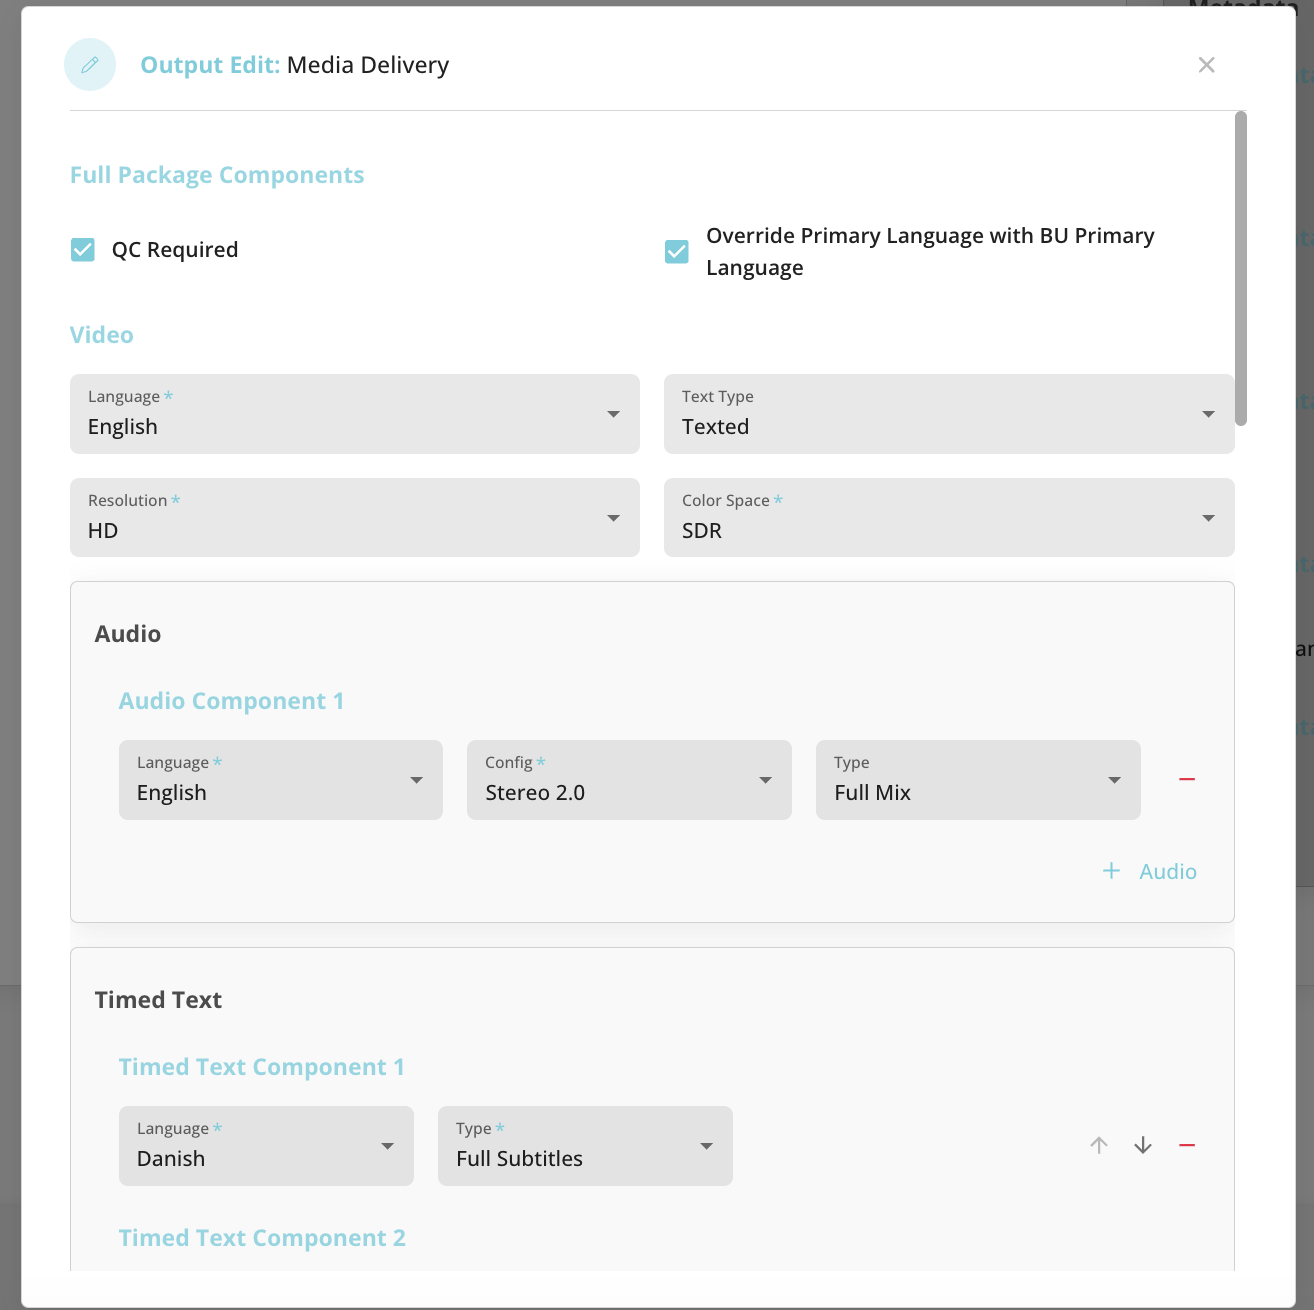 Output Edit: Media Delivery
Full Package Components
QC Required
Override Primary Language with BU Primary
Language
Video
Language *
English
Text Type
Texted
Resolution *
HD
Color Space *
SDR
Audio
Audio Component 1
Language *
English
Config *
Stereo 2.0
Type
Full Mix
+ Audio
Timed Text
Timed Text Component 1
Language *
Danish
Type *
Full Subtitles
Timed Text Component 2